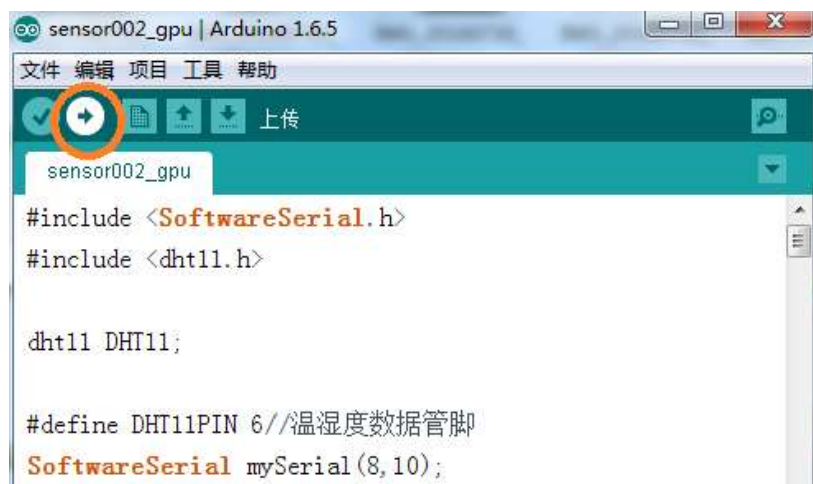 sensor002_gpu | Arduino 1.6.5
文件 编辑 项目 工具 帮助
上传
sensor002_gpu
#include <SoftwareSerial.h>
#include <dht11.h>
dht11 DHT11;
#define DHT11PIN 6//温湿度数据管脚
SoftwareSerial mySerial(8,10);